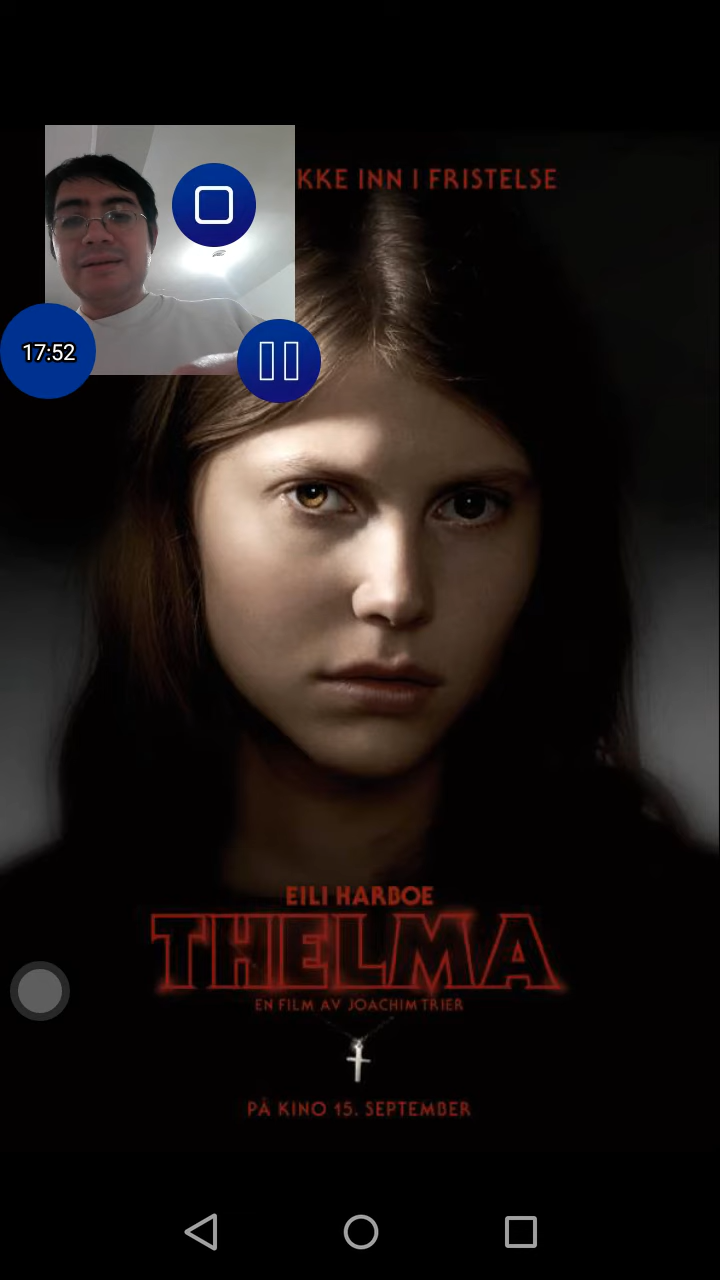 KKE INN I FRISTELSE
17:52
EILI HARBOE
THELMA
EN FILM AV JOACHIM TRIER
PÅ KINO 15. SEPTEMBER